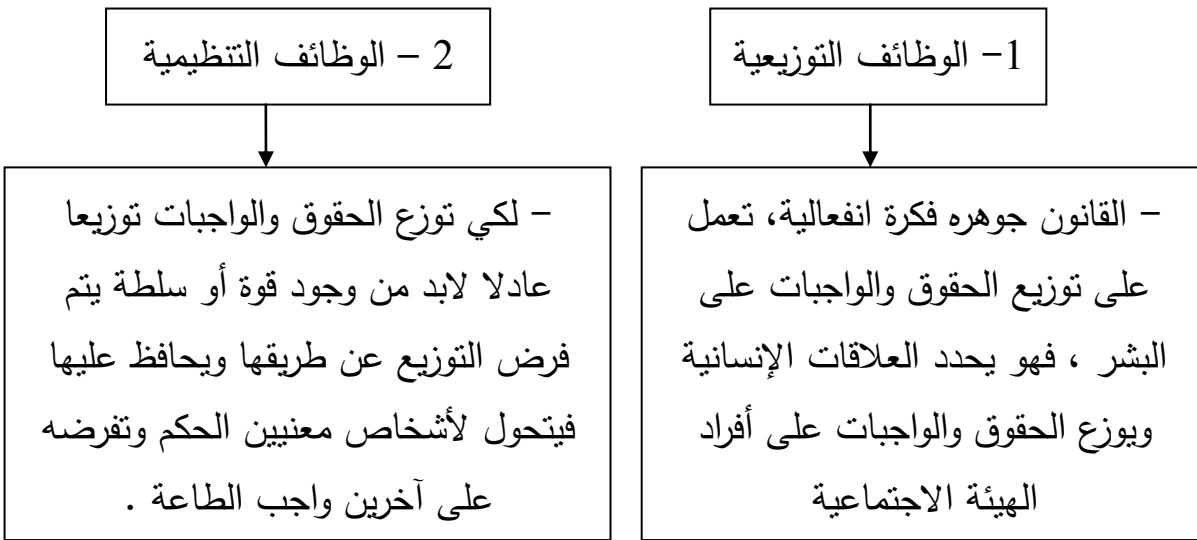 1- الوظائف التوزيعية
- القانون جوهره فكرة انفعالية، تعمل
على توزيع الحقوق والواجبات على
البشر ، فهو يحدد العلاقات الإنسانية
ويوزع الحقوق والواجبات على أفراد
الهيئة الاجتماعية
2 – الوظائف التنظيمية
- لكي توزع الحقوق والواجبات توزيعا
عادلا لابد من وجود قوة أو سلطة يتم
فرض التوزيع عن طريقها ويحافظ عليها
فيتحول لأشخاص معنيين الحكم وتفرضه
على آخرين واجب الطاعة .